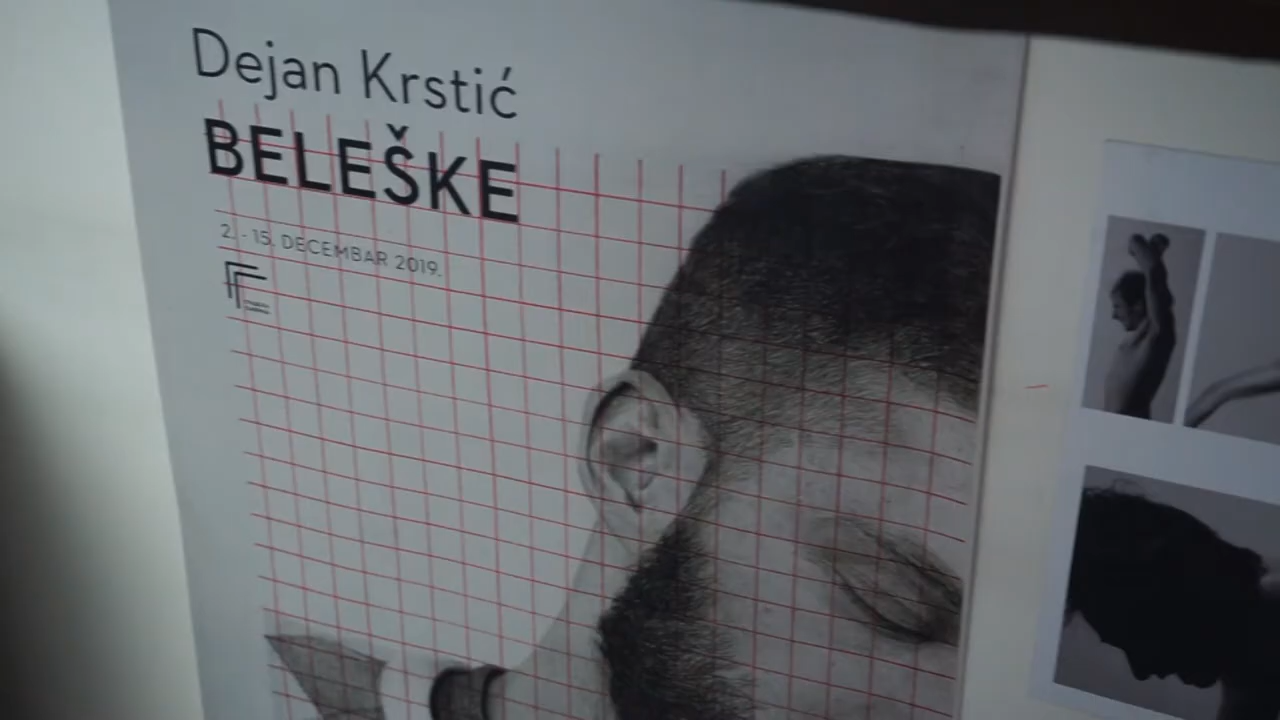 Dejan Krstić
BELEŠKE
2. - 15. DECEMBAR 2019.